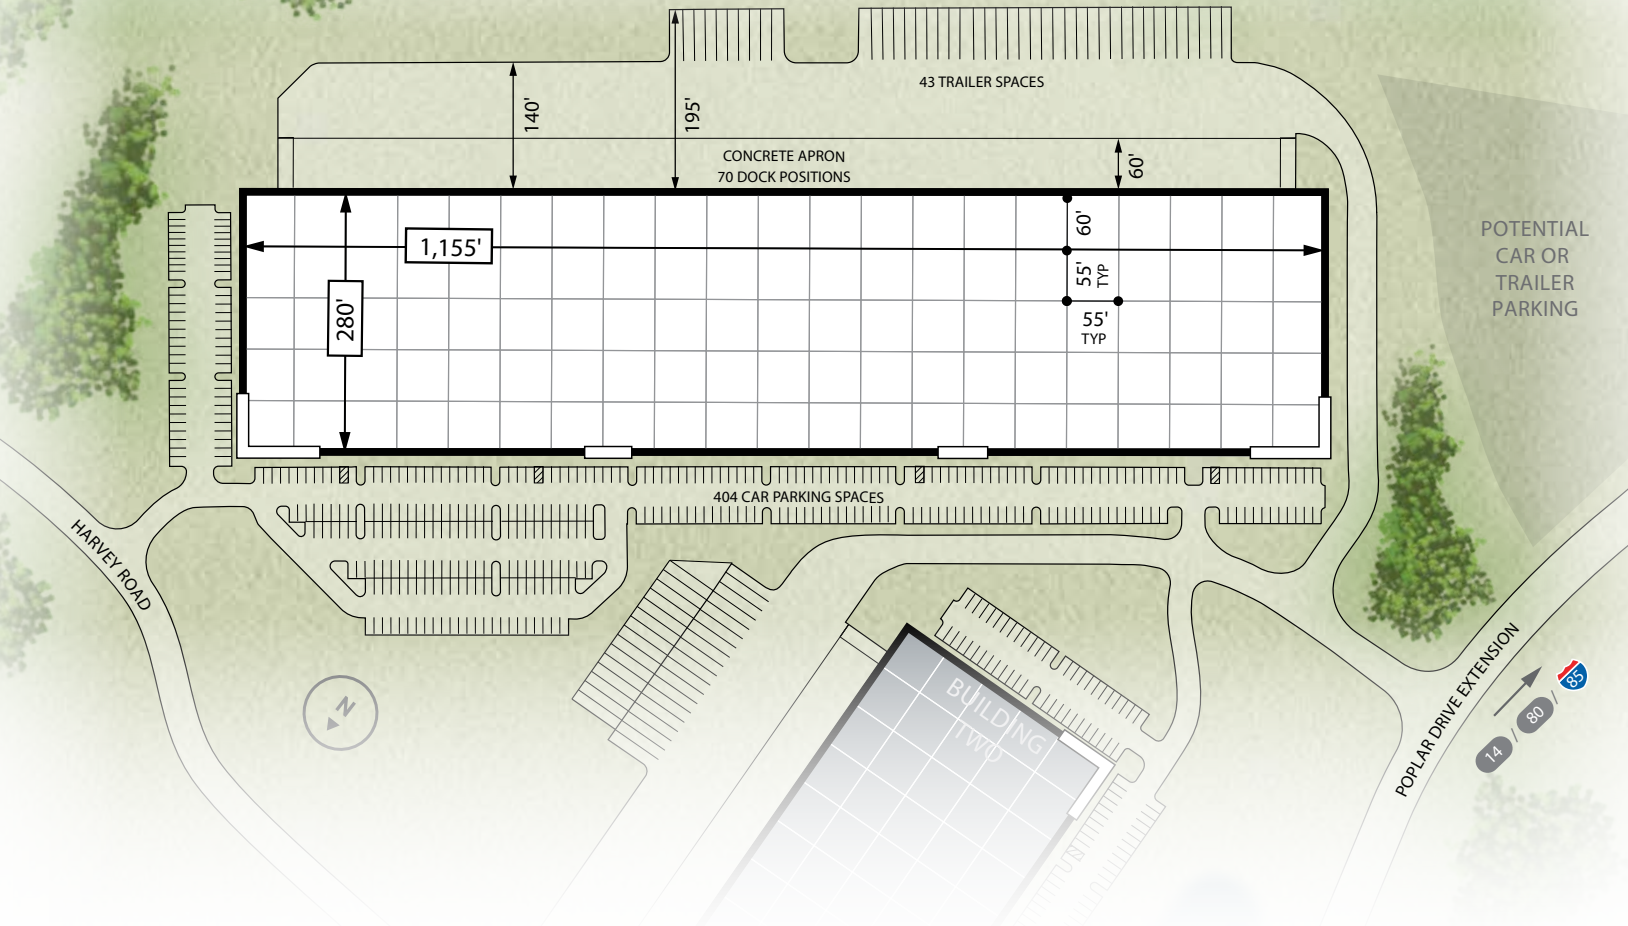 43 TRAILER SPACES
140'
195'
CONCRETE APRON
70 DOCK POSITIONS
60'
60'
1,155'
55'
TYP
280'
55'
TYP
POTENTIAL
CAR OR
TRAILER
PARKING
404 CAR PARKING SPACES
HARVEY ROAD
N
BUILDING
TWO
POPLAR DRIVE EXTENSION
14 / 80 / 85